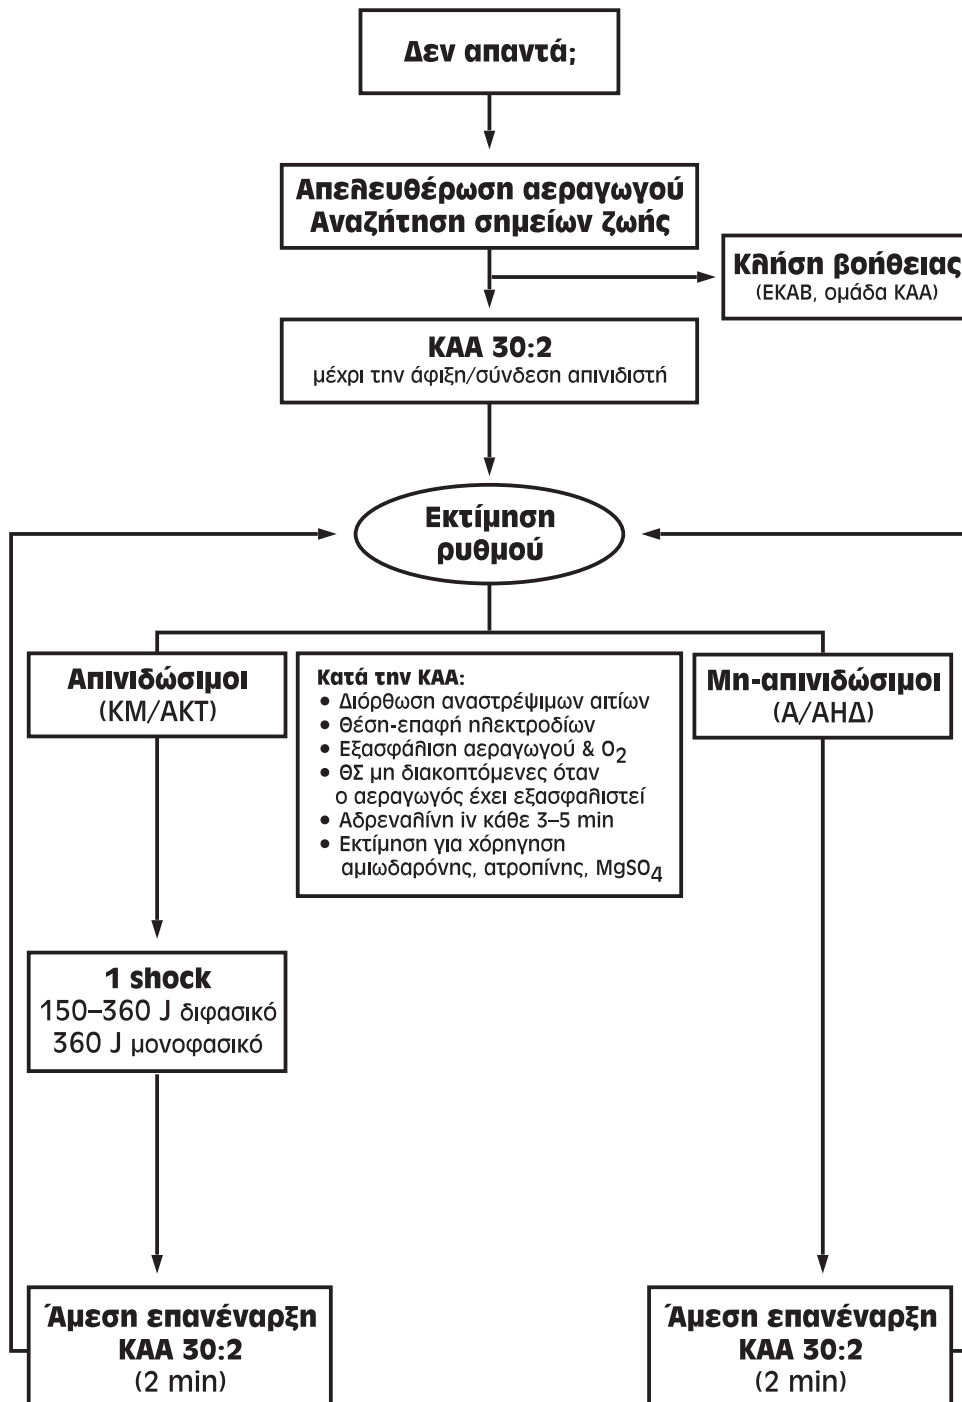 Δεν απαντά;
Απελευθέρωση αεραγωγού
Αναζήτηση σημείων ζωής
Κλήση βοήθειας
(ΕΚΑΒ, ομάδα ΚΑΑ)
ΚΑΑ 30:2
μέχρι την άφιξη/σύνδεση απινιδιστή
Εκτίμηση
ρυθμού
Απινιδώσιμοι
(ΚΜ/ΑΚΤ)
Κατά την ΚΑΑ:
• Διόρθωση αναστρέψιμων αιτίων
• Θέση-επαφή ηλεκτροδίων
• Εξασφάλιση αεραγωγού & O₂
• ΘΣ μη διακοπτόμενες όταν
ο αεραγωγός έχει εξασφαλιστεί
• Αδρεναλίνη iv κάθε 3–5 min
• Εκτίμηση για χόρηγηση
αμιωδαρόνης, ατροπίνης, MgSO₄
Μη-απινιδώσιμοι
(Α/ΑΗΔ)
1 shock
150–360 J διφασικό
360 J μονοφασικό
Άμεση επανέναρξη
ΚΑΑ 30:2
(2 min)
Άμεση επανέναρξη
ΚΑΑ 30:2
(2 min)